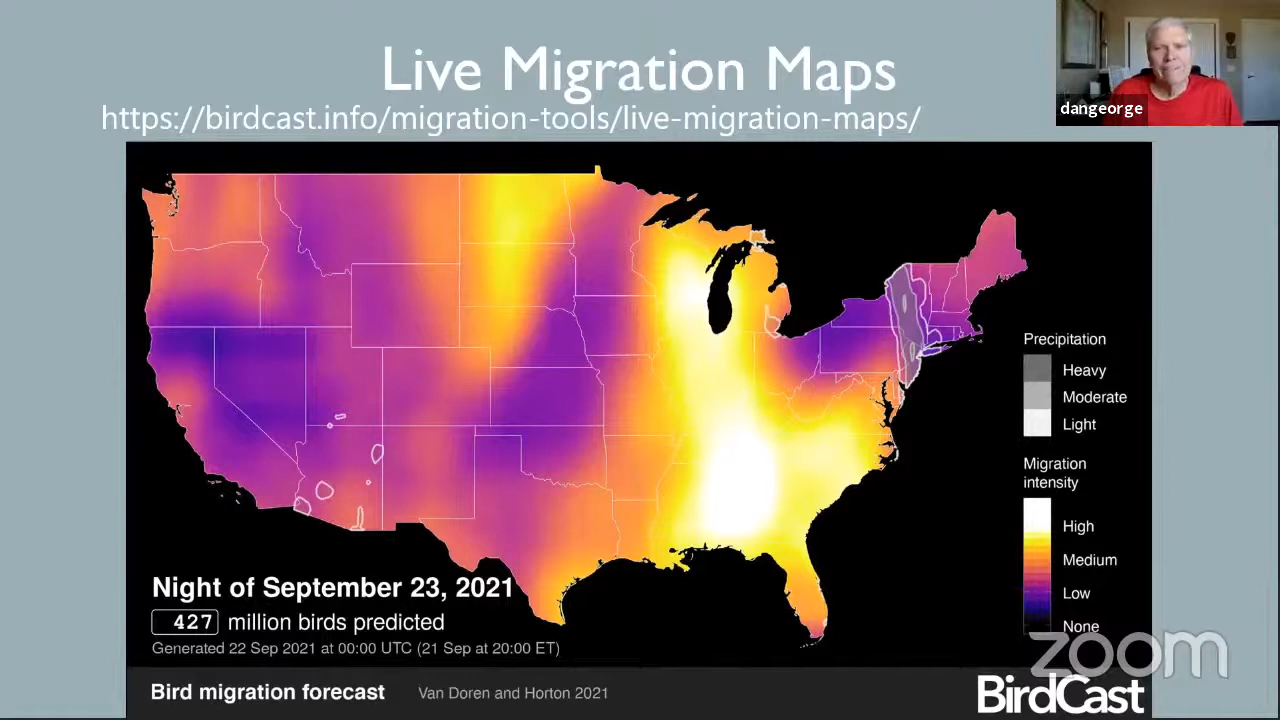 Live Migration Maps
https://birdcast.info/migration-tools/live-migration-maps/
dangeorge
Precipitation
Heavy
Moderate
Light
Migration
intensity
High
Medium
Low
None
Night of September 23, 2021
427 million birds predicted
Generated 22 Sep 2021 at 00:00 UTC (21 Sep at 20:00 ET)
zoom
Bird migration forecast Van Doren and Horton 2021
BirdCast